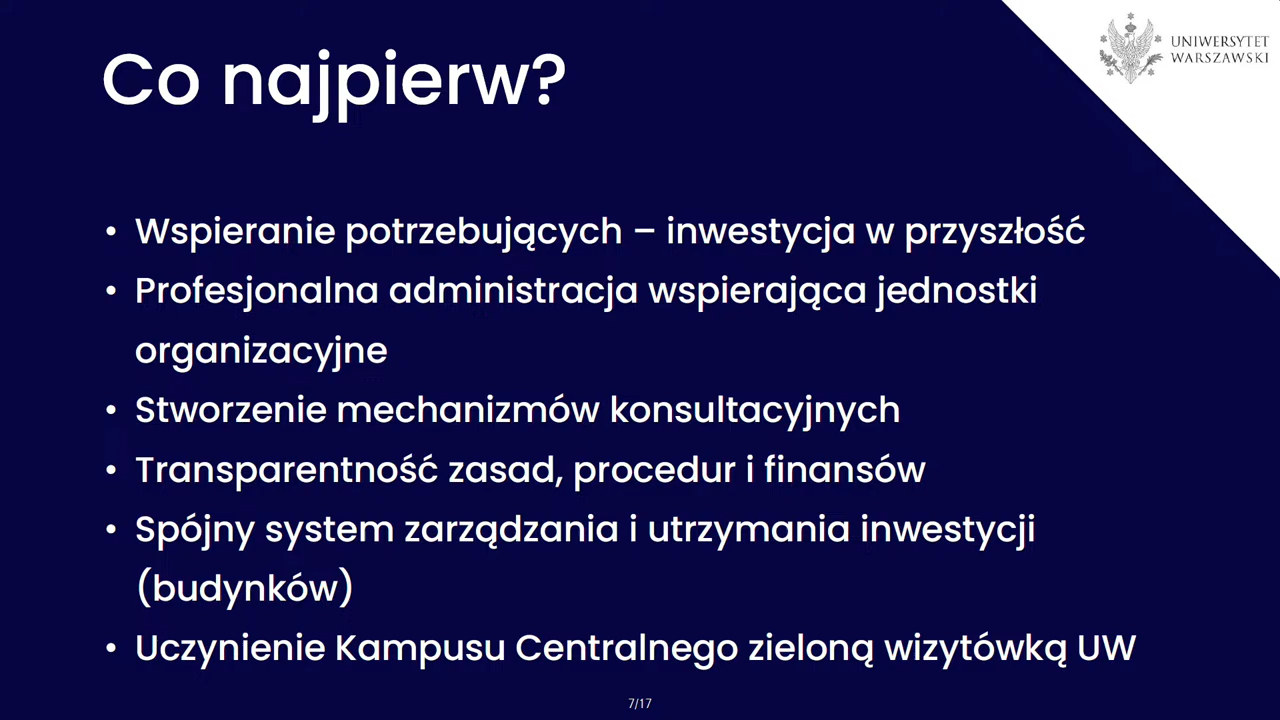 Co najpierw?
UNIWERSYTET
WARSZAWSKI
• Wspieranie potrzebujących – inwestycja w przyszłość
• Profesjonalna administracja wspierająca jednostki
organizacyjne
• Stworzenie mechanizmów konsultacyjnych
• Transparentność zasad, procedur i finansów
• Spójny system zarządzania i utrzymania inwestycji
(budynków)
• Uczynienie Kampusu Centralnego zieloną wizytówką UW
7/17